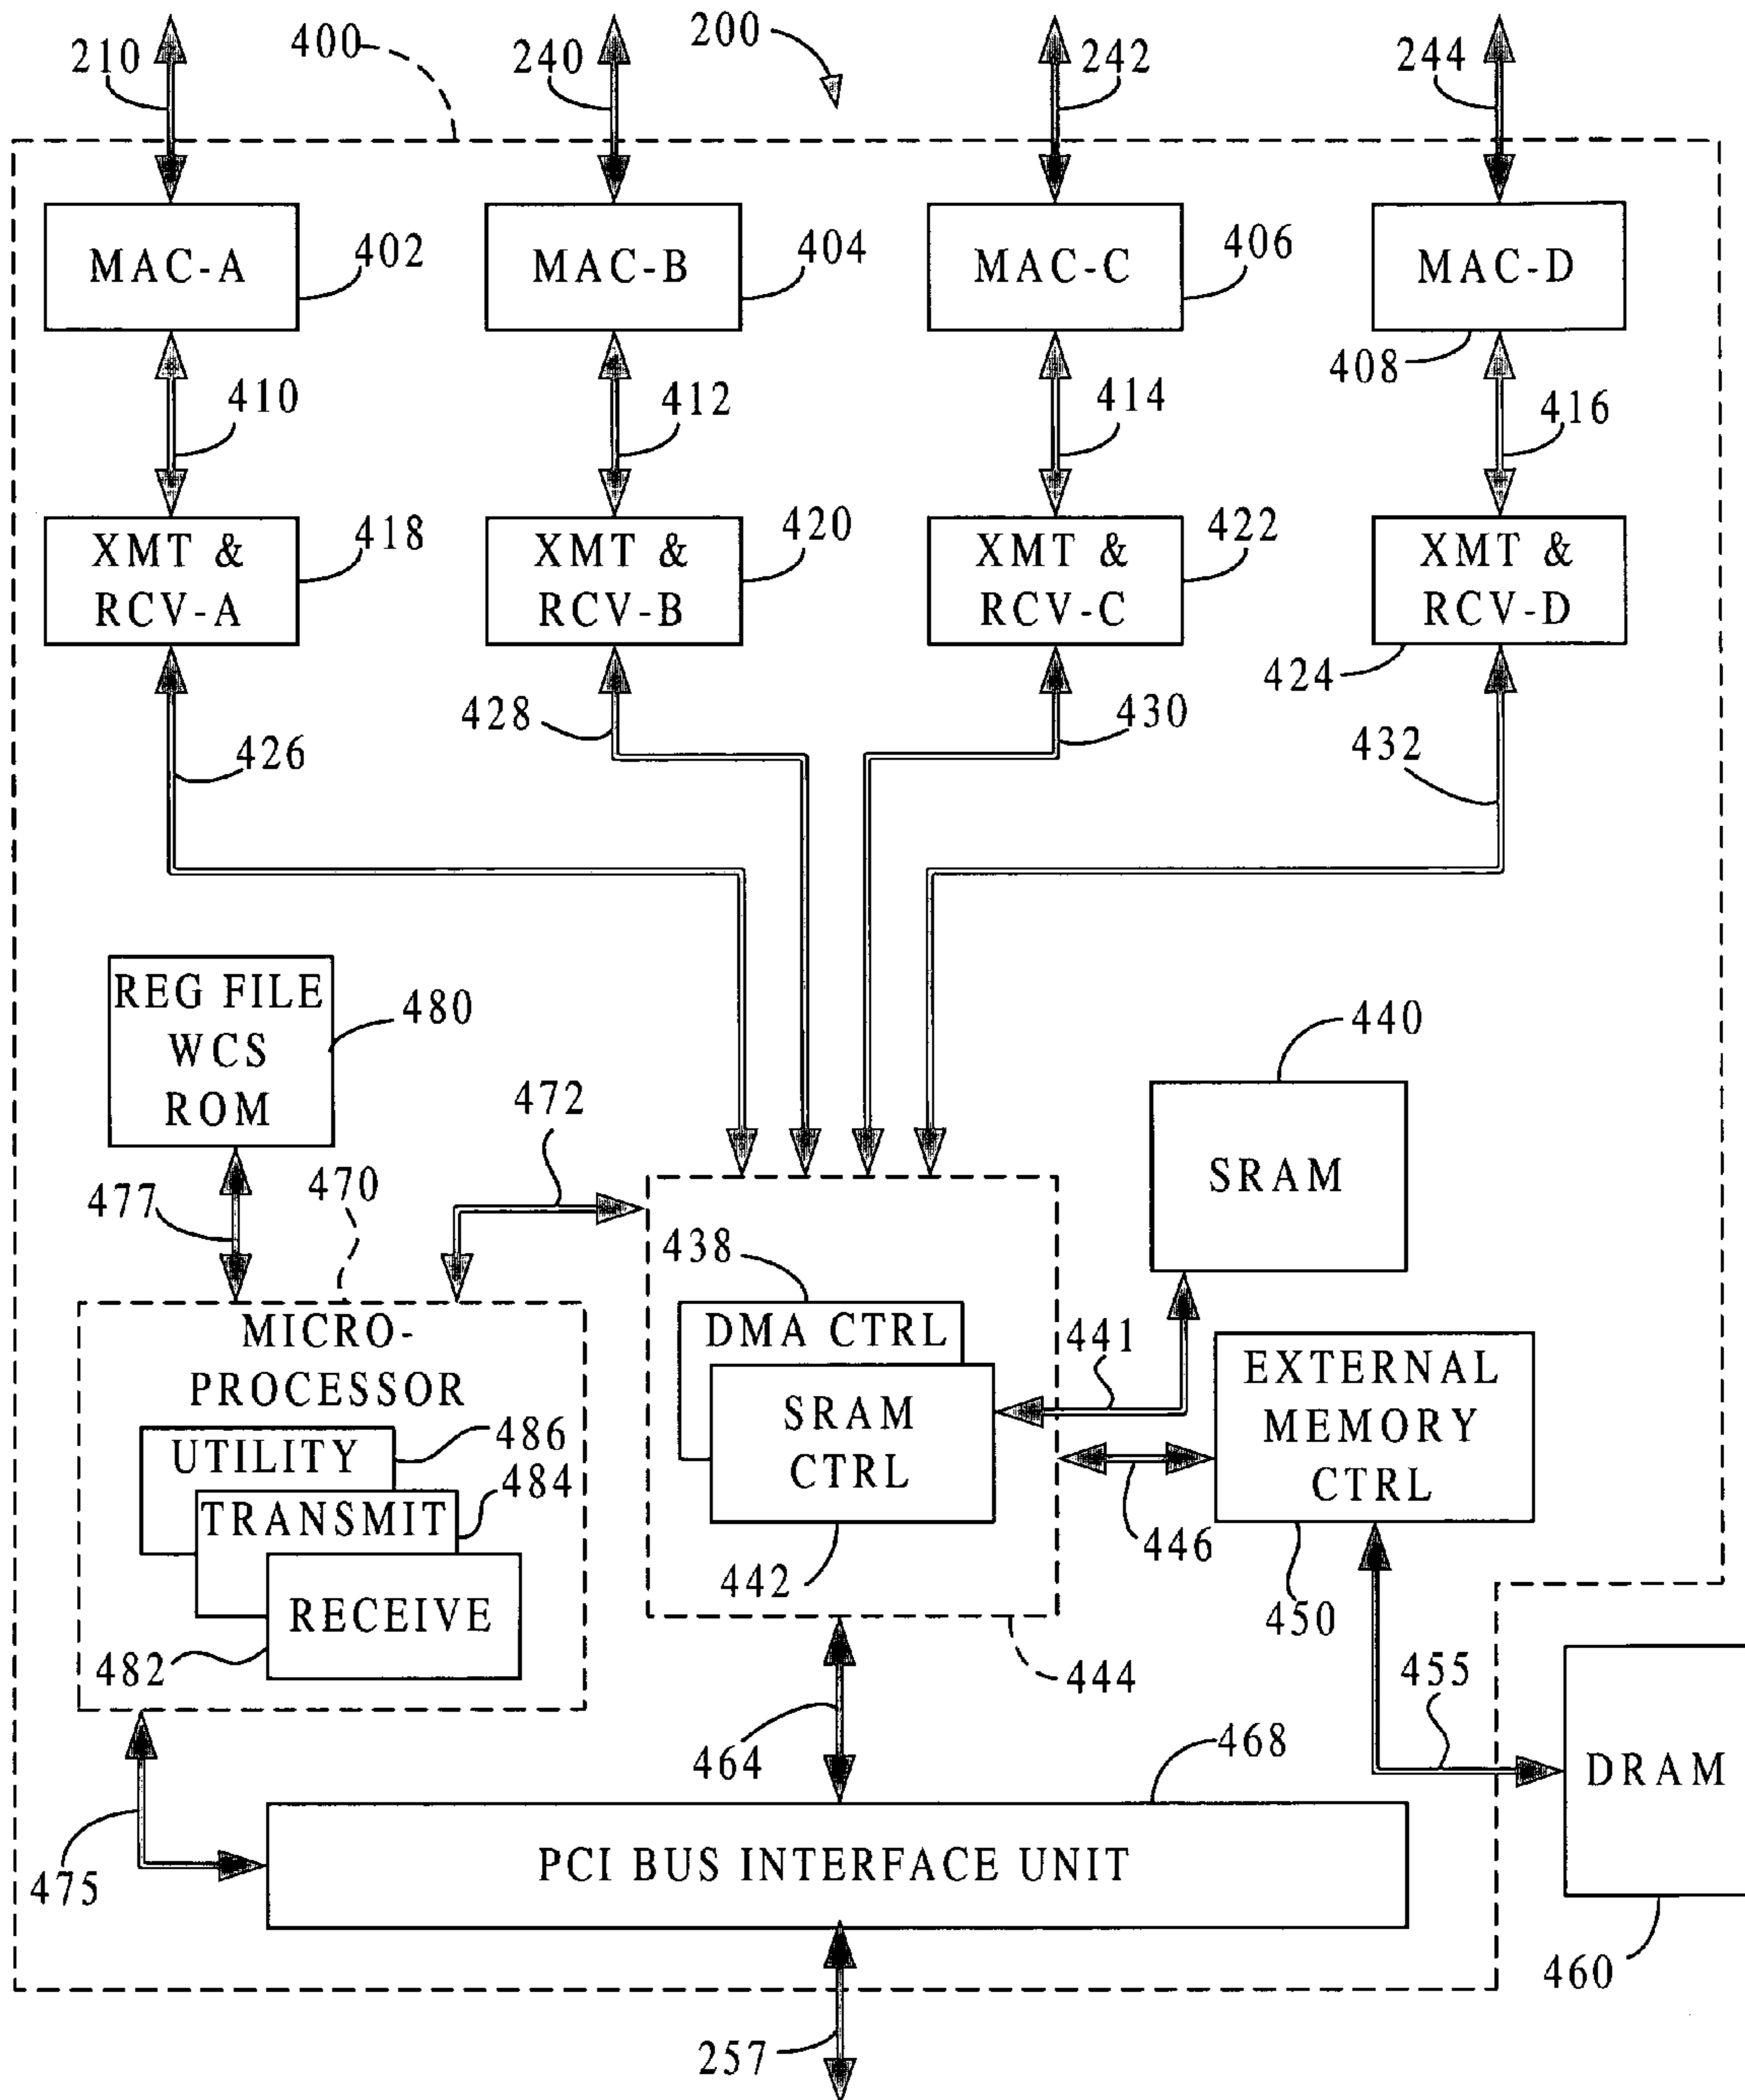 400
200
210
240
242
244
MAC-A
402
MAC-B
404
MAC-C
406
MAC-D
408
410
412
414
416
XMT &
RCV-A
418
XMT &
RCV-B
420
XMT &
RCV-C
422
XMT &
RCV-D
424
426
428
430
432
REG FILE
WCS
ROM
480
440
472
SRAM
477
470
438
MICRO-
PROCESSOR
DMA CTRL
441
EXTERNAL
MEMORY
CTRL
SRAM
CTRL
UTILITY
486
TRANSMIT
484
RECEIVE
482
442
446
450
444
455
464
468
DRAM
475
PCI BUS INTERFACE UNIT
460
257